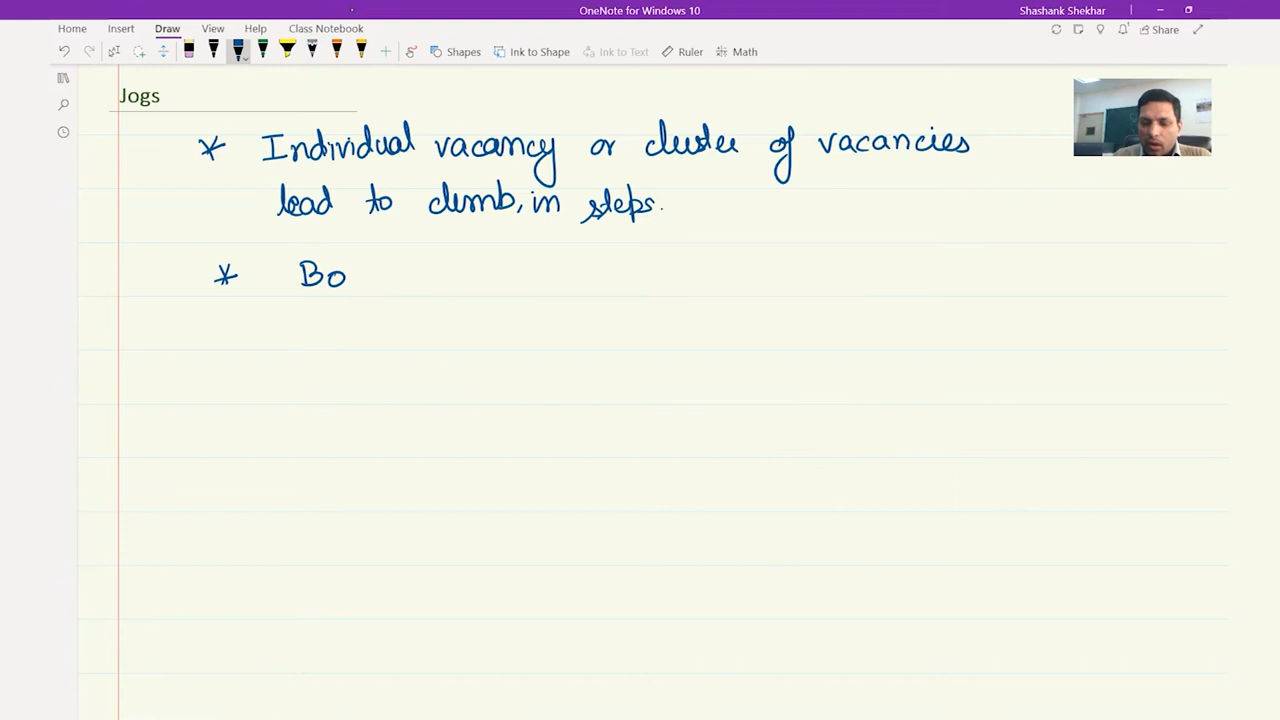 OneNote for Windows 10
Shashank Shekhar
Home Insert Draw View Help Class Notebook
Share
Shapes Ink to Shape Ink to Text Ruler Math
Jogs
* Individual vacancy or cluster of vacancies
lead to climb, in steps.
* Bo